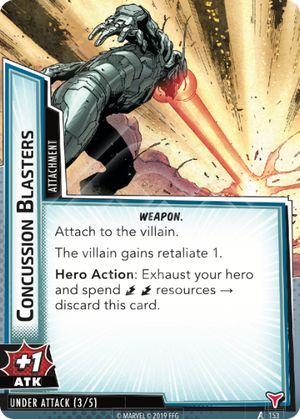 CONCUSSION BLASTERS
ATTACHMENT
WEAPON.
Attach to the villain.
The villain gains retaliate 1.
Hero Action: Exhaust your hero
and spend resources →
discard this card.
+1
ATK
UNDER ATTACK (3/5)
© MARVEL © 2019 FFG
A 153